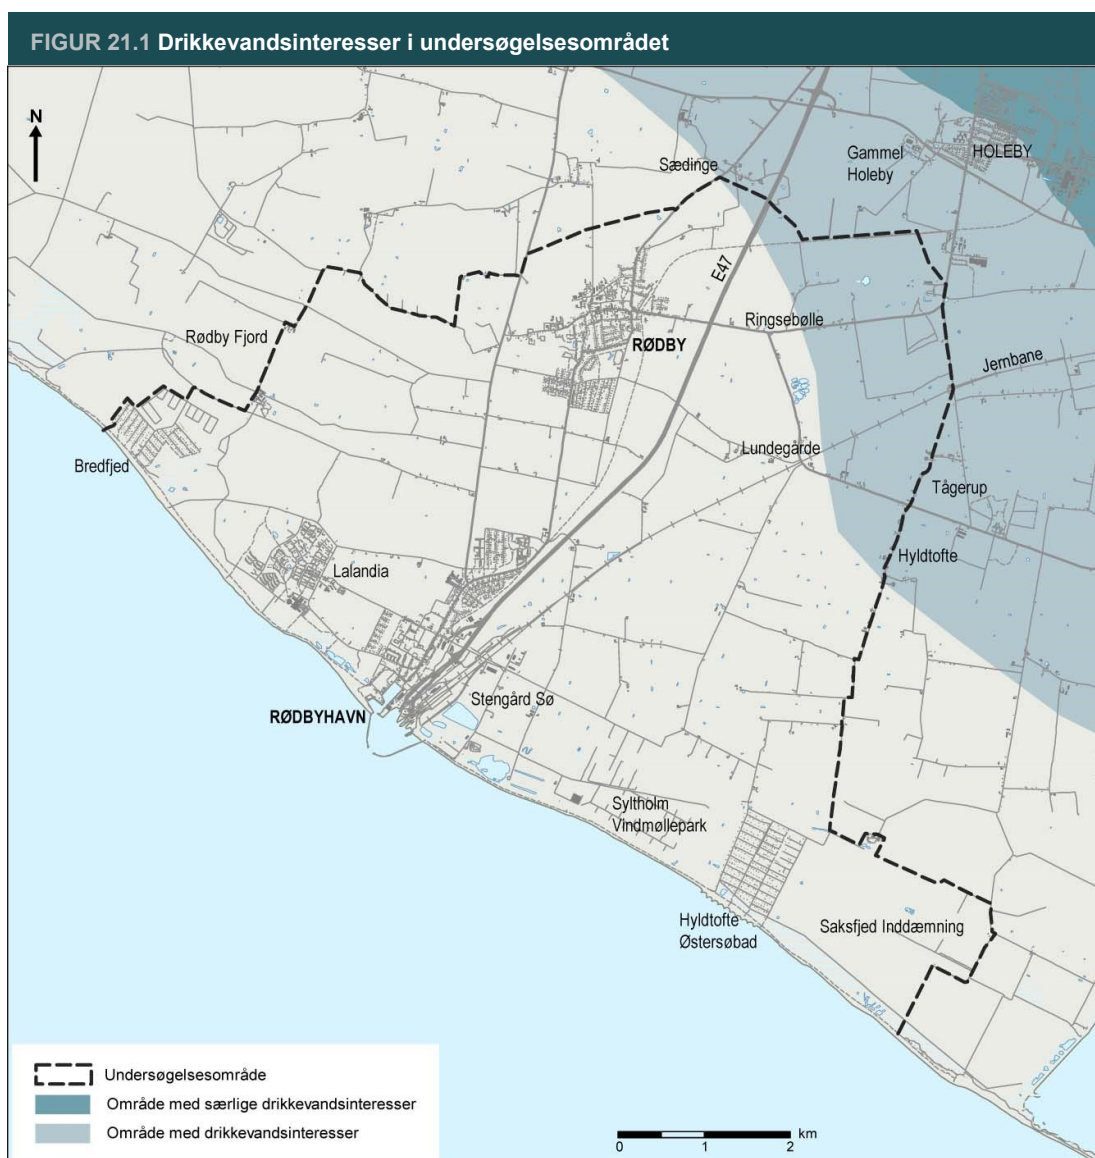 FIGUR 21.1 Drikkevandsinteresser i undersøgelsesområdet
N
Sædinge
Gammel
Holeby
HOLEBY
E47
Rødby Fjord
Ringsebølle
RØDBY
Jernbane
Lundegårde
Bredfjed
Tågerup
Hyldtofte
Lalandia
Stengård Sø
RØDBYHAVN
Syltholm
Vindmøllepark
Hyldtofte
Østersøbad
Saksfjed Inddæmning
Undersøgelsesområde
Område med særlige drikkevandsinteresser
Område med drikkevandsinteresser
km
0 1 2